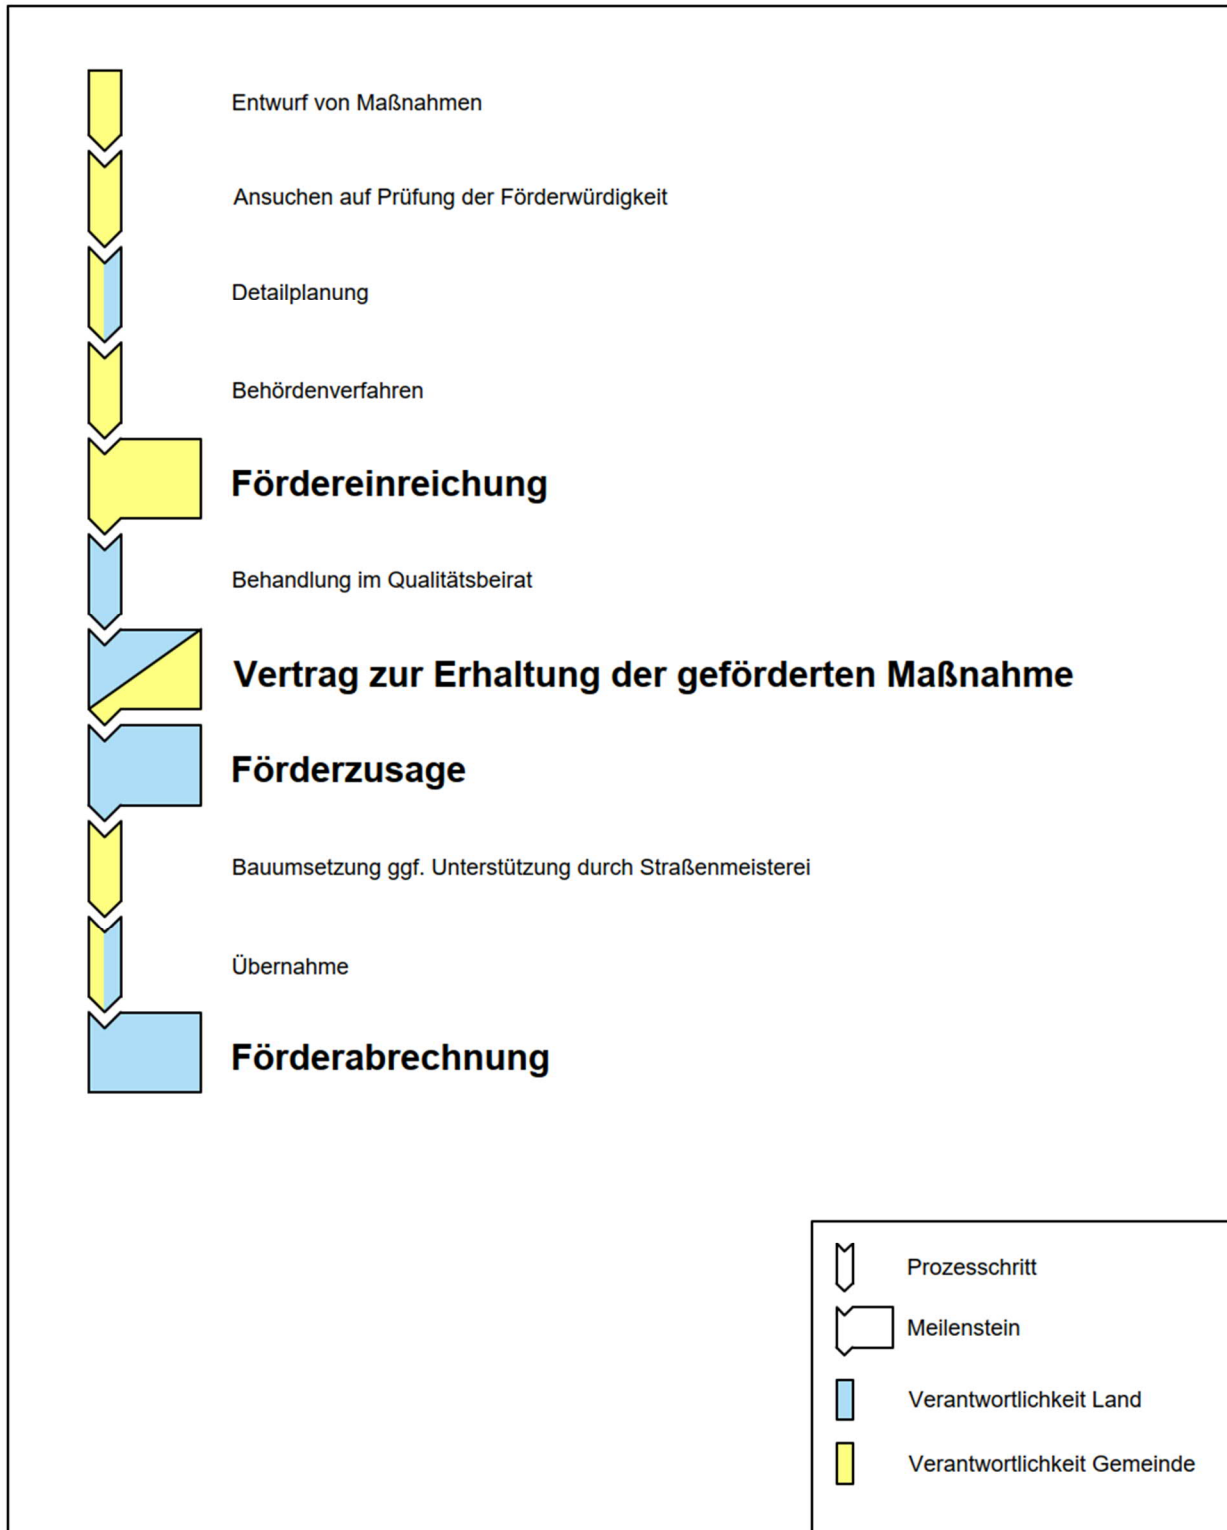 Entwurf von Maßnahmen
Ansuchen auf Prüfung der Förderwürdigkeit
Detailplanung
Behördenverfahren
Fördereinreichung
Behandlung im Qualitätsbeirat
Vertrag zur Erhaltung der geförderten Maßnahme
Förderzusage
Bauumsetzung ggf. Unterstützung durch Straßenmeisterei
Übernahme
Förderabrechnung
Prozesschritt
Meilenstein
Verantwortlichkeit Land
Verantwortlichkeit Gemeinde